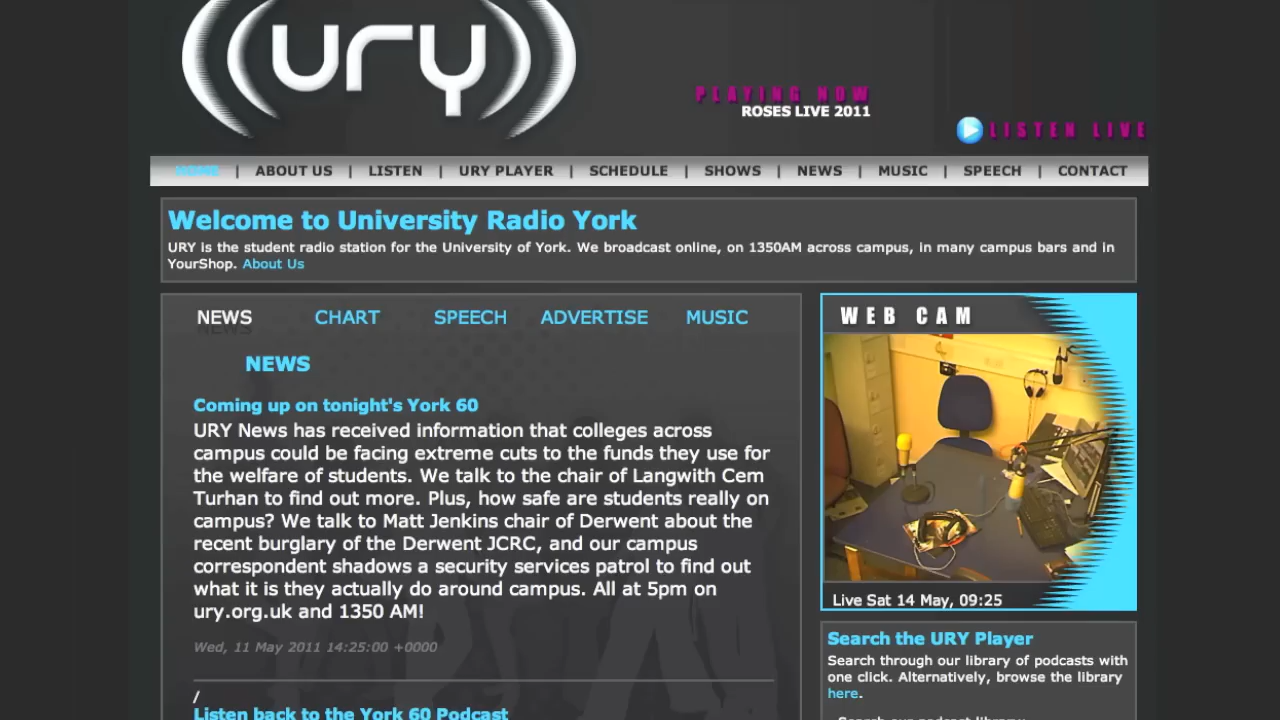 ury
PLAYING NOW
ROSES LIVE 2011
LISTEN LIVE
HOME | ABOUT US | LISTEN | URY PLAYER | SCHEDULE | SHOWS | NEWS | MUSIC | SPEECH | CONTACT
Welcome to University Radio York
URY is the student radio station for the University of York. We broadcast online, on 1350AM across campus, in many campus bars and in
YourShop. About Us
NEWS CHART SPEECH ADVERTISE MUSIC
NEWS
Coming up on tonight's York 60
URY News has received information that colleges across
campus could be facing extreme cuts to the funds they use for
the welfare of students. We talk to the chair of Langwith Cem
Turhan to find out more. Plus, how safe are students really on
campus? We talk to Matt Jenkins chair of Derwent about the
recent burglary of the Derwent JCRC, and our campus
correspondent shadows a security services patrol to find out
what it is they actually do around campus. All at 5pm on
ury.org.uk and 1350 AM!
Wed, 11 May 2011 14:25:00 +0000
/
Listen back to the York 60 Podcast
WEB CAM
Live Sat 14 May, 09:25
Search the URY Player
Search through our library of podcasts with
one click. Alternatively, browse the library
here.
Search our podcast library: